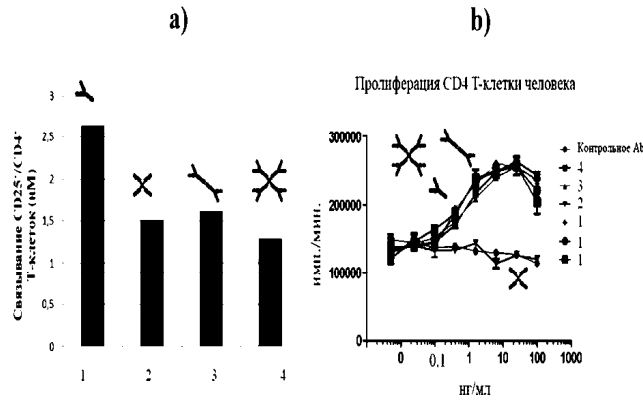 a)
Связывание CD25⁺/CD4⁺
T-клеток (нМ)
3
2,5
2
1,5
1
0,5
0
1 2 3 4
b)
Пролиферация CD4 Т-клетки человека
имп./мин.
300000
200000
100000
0
0 0.1 1 10 100 1000
нг/мл
Контрольное Ab
4
3
2
1
1
1